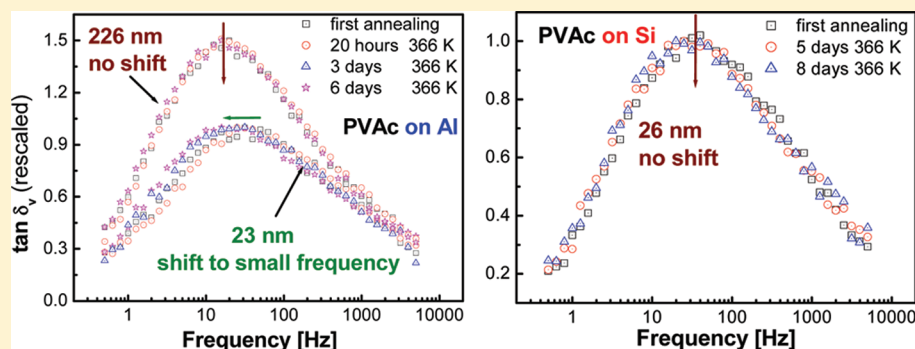 tan δᵥ (rescaled)
1.5
1.2
0.9
0.6
0.3
0.0
226 nm
no shift
first annealing
20 hours 366 K
3 days 366 K
6 days 366 K
PVAc on Al
23 nm
shift to small frequency
1 10 100 1000 10000
Frequency [Hz]
1.0
0.8
0.6
0.4
0.2
PVAc on Si
first annealing
5 days 366 K
8 days 366 K
26 nm
no shift
1 10 100 1000 10000
Frequency [Hz]